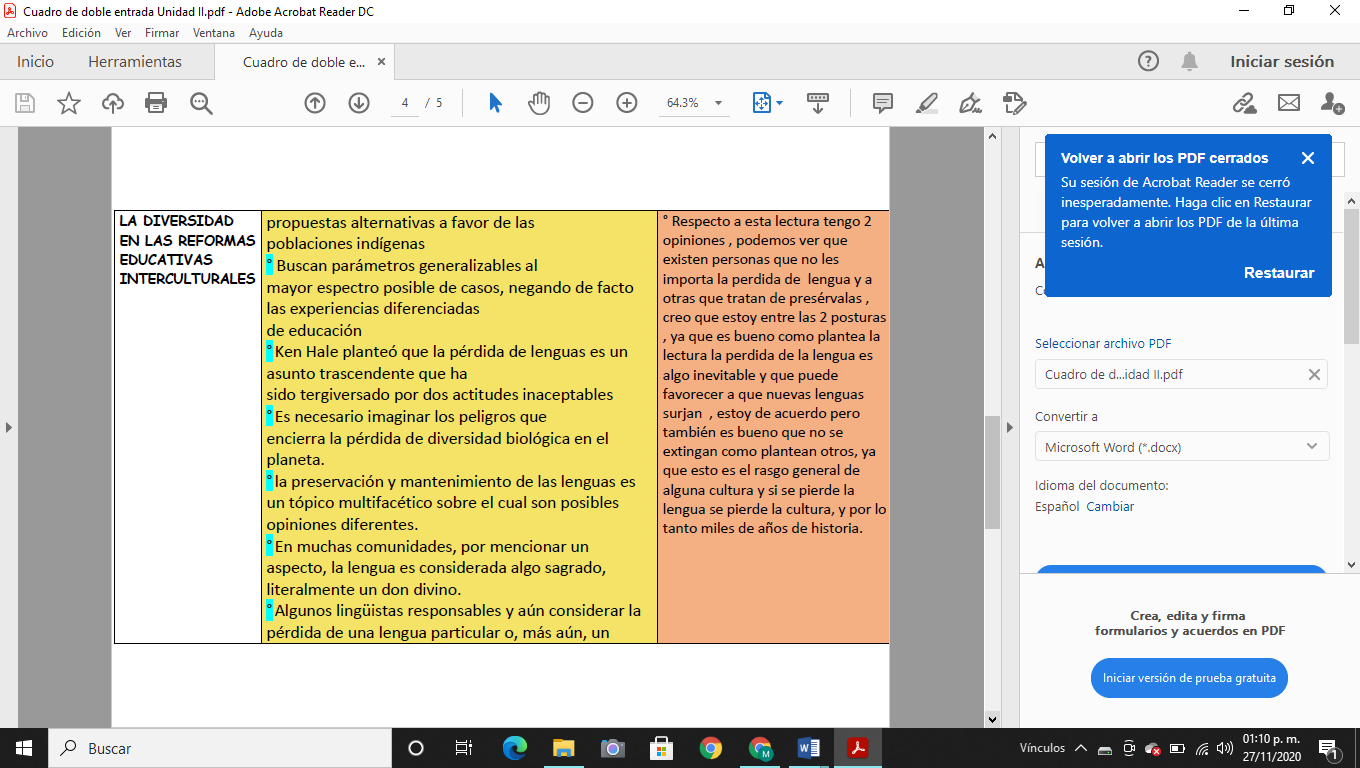 Cuadro de doble entrada Unidad II.pdf - Adobe Acrobat Reader DC
Archivo Edición Ver Firmar Ventana Ayuda
Inicio Herramientas Cuadro de doble e... Iniciar sesión
4 / 5 64.3%
LA DIVERSIDAD
EN LAS REFORMAS
EDUCATIVAS
INTERCULTURALES
propuestas alternativas a favor de las
poblaciones indígenas
° Buscan parámetros generalizables al
mayor espectro posible de casos, negando de facto
las experiencias diferenciadas
de educación
°Ken Hale planteó que la pérdida de lenguas es un
asunto trascendente que ha
sido tergiversado por dos actitudes inaceptables
°Es necesario imaginar los peligros que
encierra la pérdida de diversidad biológica en el
planeta.
°la preservación y mantenimiento de las lenguas es
un tópico multifacético sobre el cual son posibles
opiniones diferentes.
°En muchas comunidades, por mencionar un
aspecto, la lengua es considerada algo sagrado,
literalmente un don divino.
°Algunos lingüistas responsables y aún considerar la
pérdida de una lengua particular o, más aún, un
° Respecto a esta lectura tengo 2
opiniones , podemos ver que
existen personas que no les
importa la perdida de lengua y a
otras que tratan de presérvalas ,
creo que estoy entre las 2 posturas
, ya que es bueno como plantea la
lectura la perdida de la lengua es
algo inevitable y que puede
favorecer a que nuevas lenguas
surjan , estoy de acuerdo pero
también es bueno que no se
extingan como plantean otros, ya
que esto es el rasgo general de
alguna cultura y si se pierde la
lengua se pierde la cultura, y por lo
tanto miles de años de historia.
Volver a abrir los PDF cerrados
Su sesión de Acrobat Reader se cerró
inesperadamente. Haga clic en Restaurar
para volver a abrir los PDF de la última
sesión.
Restaurar
Seleccionar archivo PDF
Cuadro de d...idad II.pdf
Convertir a
Microsoft Word (*.docx)
Idioma del documento:
Español Cambiar
Crea, edita y firma
formularios y acuerdos en PDF
Iniciar versión de prueba gratuita
Buscar
Vínculos
01:10 p. m.
27/11/2020
1